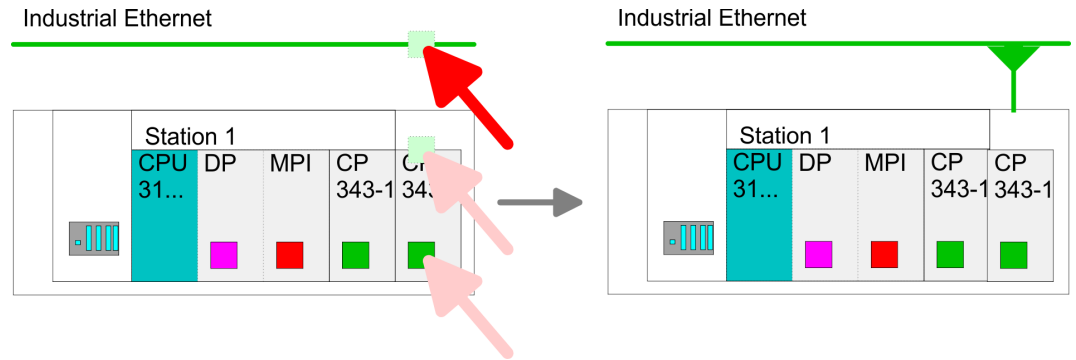 Industrial Ethernet
Station 1
CPU DP MPI CP
31... 343-1
Industrial Ethernet
Station 1
CPU DP MPI CP CP
31... 343-1 343-1